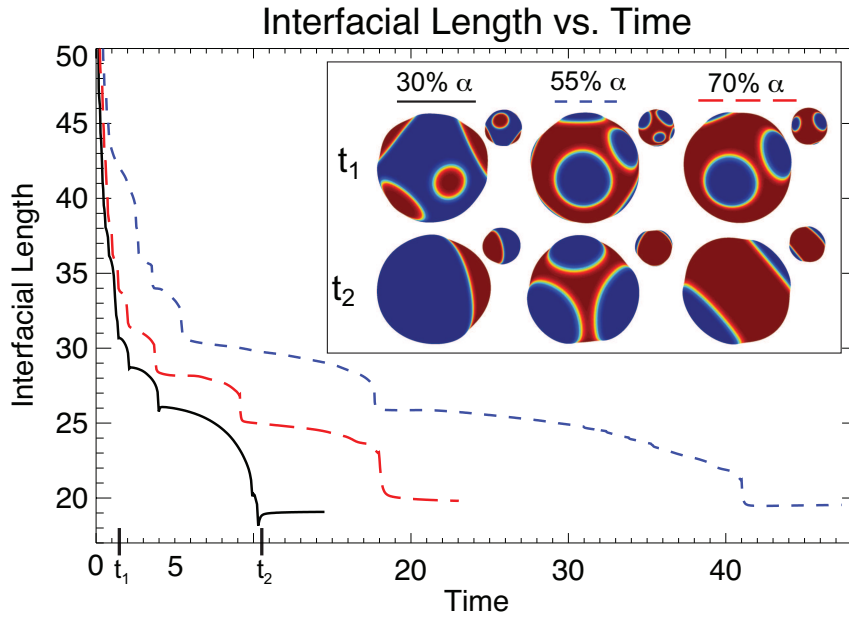 Interfacial Length vs. Time
50
45
40
35
30
25
20
Interfacial Length
30% α
55% α
70% α
t1
t2
0
5
20
30
40
t1
t2
Time